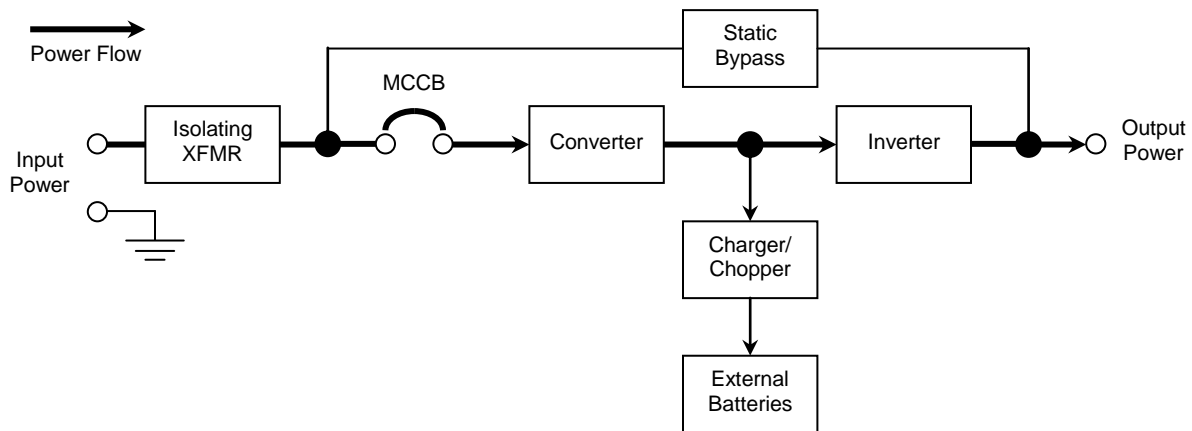 Power Flow
Static
Bypass
MCCB
Isolating
XFMR
Converter
Inverter
Output
Power
Input
Power
Charger/
Chopper
External
Batteries